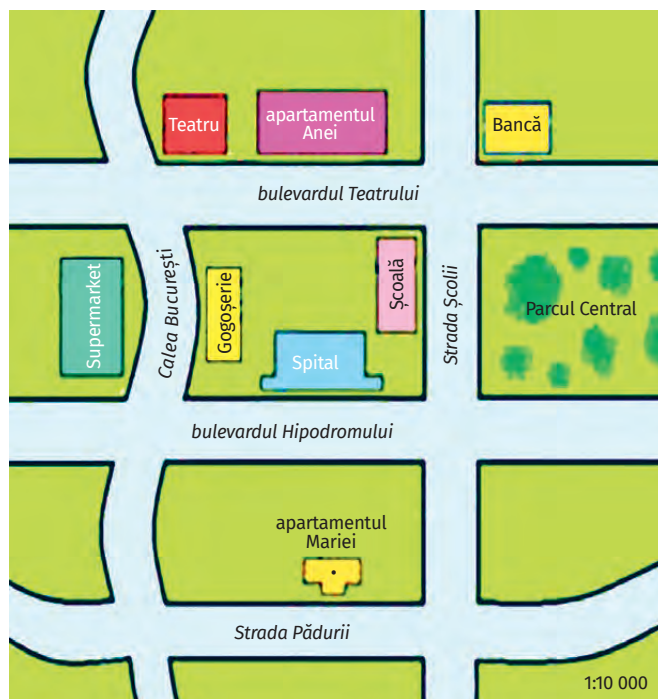 Teatru
apartamentul
Anei
Bancă
bulevardul Teatrului
Supermarket
Calea București
Gogoșerie
Școală
Strada Școlii
Parcul Central
Spital
bulevardul Hipodromului
apartamentul
Mariei
Strada Pădurii
1:10 000